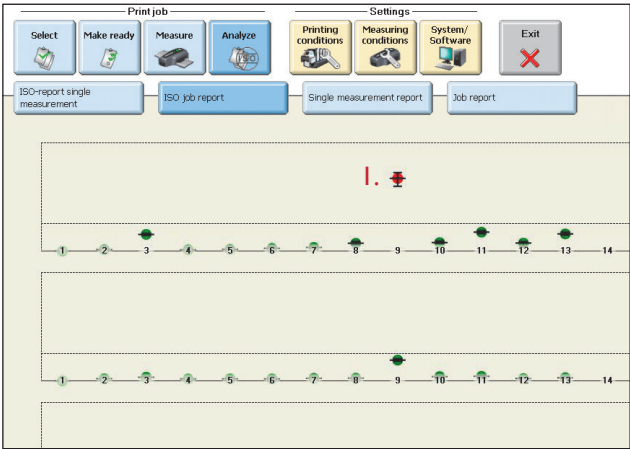 Print job
Settings
Select
Make ready
Measure
Analyze
Printing
conditions
Measuring
conditions
System/
Software
Exit
ISO
ISO-report single
measurement
ISO job report
Single measurement report
Job report
I.
1 2 3 4 5 6 7 8 9 10 11 12 13 14
1 2 3 4 5 6 7 8 9 10 11 12 13 14